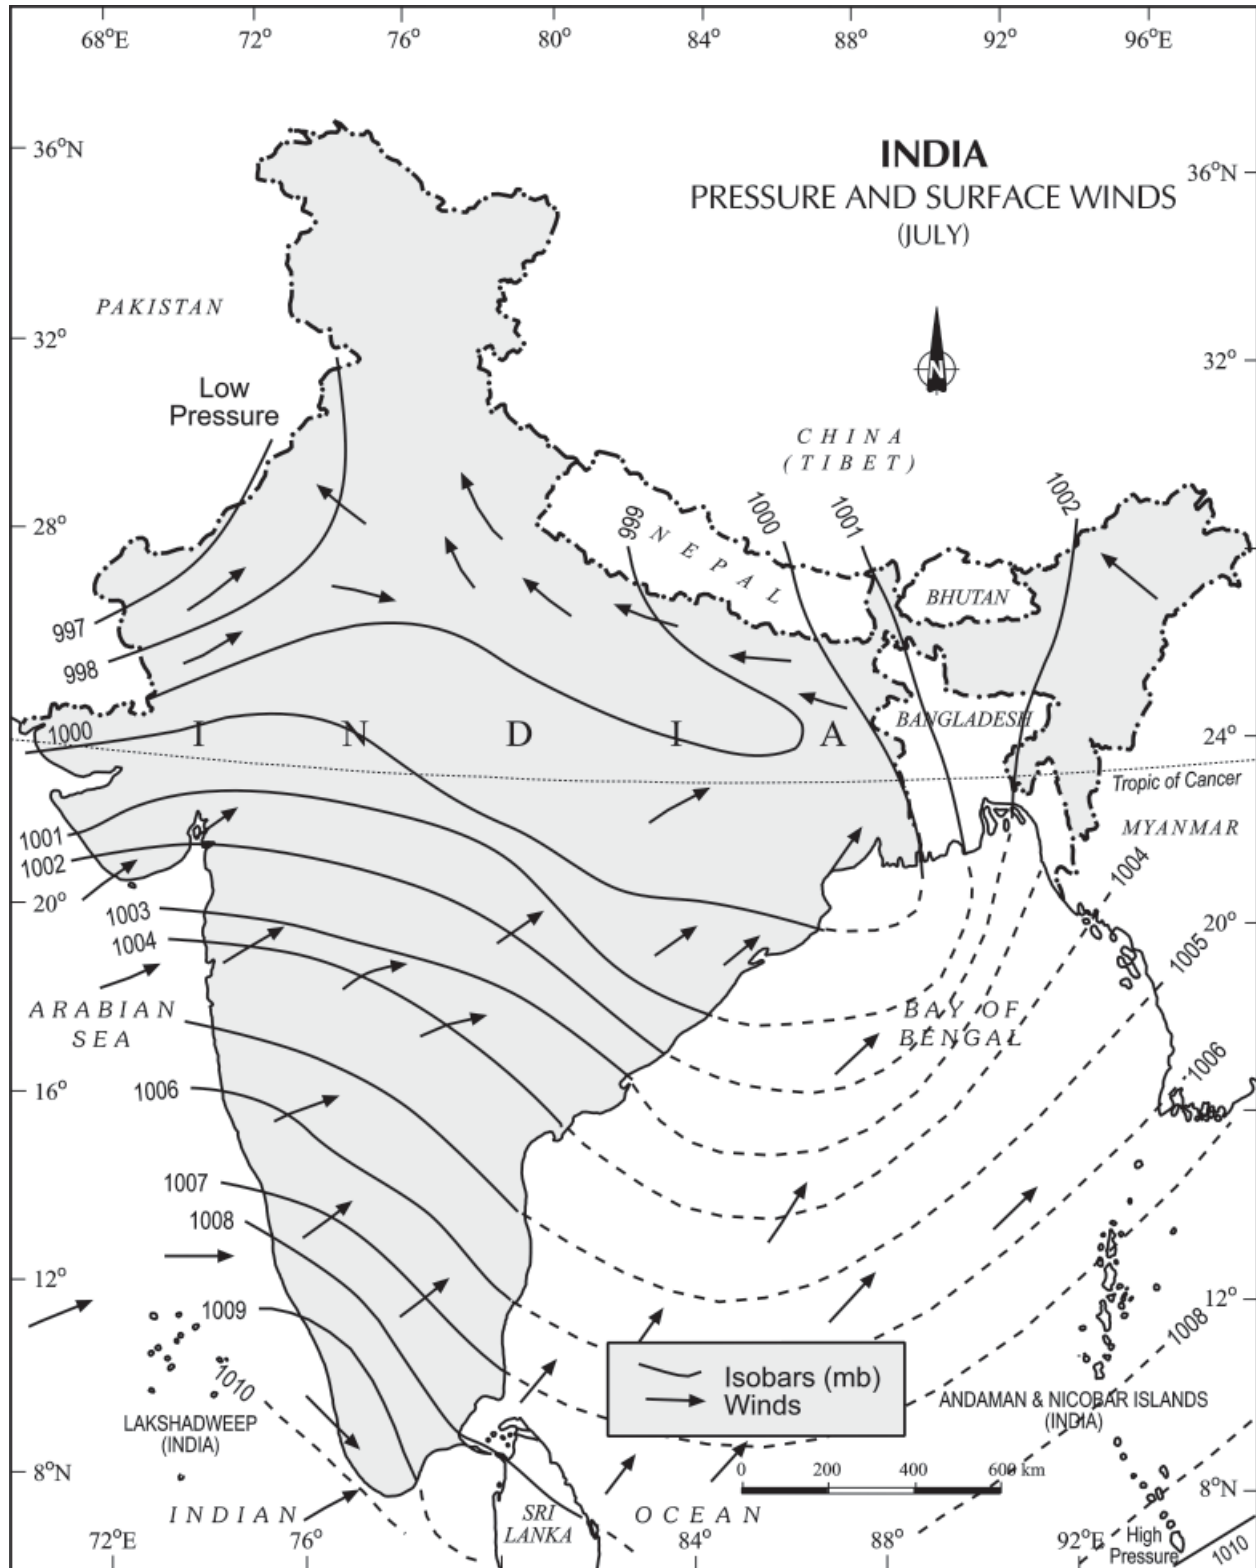 68°E 72° 76° 80° 84° 88° 92° 96°E
36°N
INDIA
PRESSURE AND SURFACE WINDS
(JULY)
36°N
PAKISTAN
32°
N
32°
Low
Pressure
CHINA
(TIBET)
28°
999
1000
1001
1002
NEPAL
BHUTAN
997
998
BANGLADESH
1000
INDIA
24°
Tropic of Cancer
MYANMAR
1001
1002
1004
20°
1003
20°
1004
1005
ARABIAN
SEA
BAY OF
BENGAL
1006
16°
1006
1007
1008
12°
12°
1009
1008
1010
Isobars (mb)
Winds
LAKSHADWEEP
(INDIA)
ANDAMAN & NICOBAR ISLANDS
(INDIA)
8°N
0 200 400 600 km
8°N
INDIAN
SRI
LANKA
OCEAN
72°E 76° 84° 88° 92°E
High
Pressure
1010